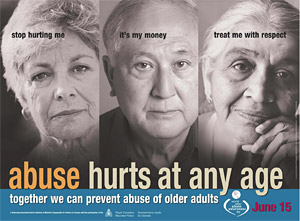 stop hurting me
it's my money
treat me with respect
abuse hurts at any age
together we can prevent abuse of older adults
June 15